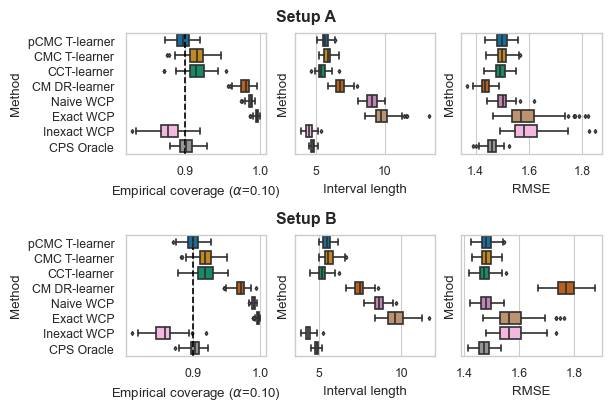 Setup A
Method
pCMC T-learner
CMC T-learner
CCT-learner
CM DR-learner
Naive WCP
Exact WCP
Inexact WCP
CPS Oracle
0.9 1.0
Empirical coverage (α=0.10)
Method
5 10
Interval length
Method
1.4 1.6 1.8
RMSE
Setup B
Method
pCMC T-learner
CMC T-learner
CCT-learner
CM DR-learner
Naive WCP
Exact WCP
Inexact WCP
CPS Oracle
0.9 1.0
Empirical coverage (α=0.10)
Method
5 10
Interval length
Method
1.4 1.6 1.8
RMSE